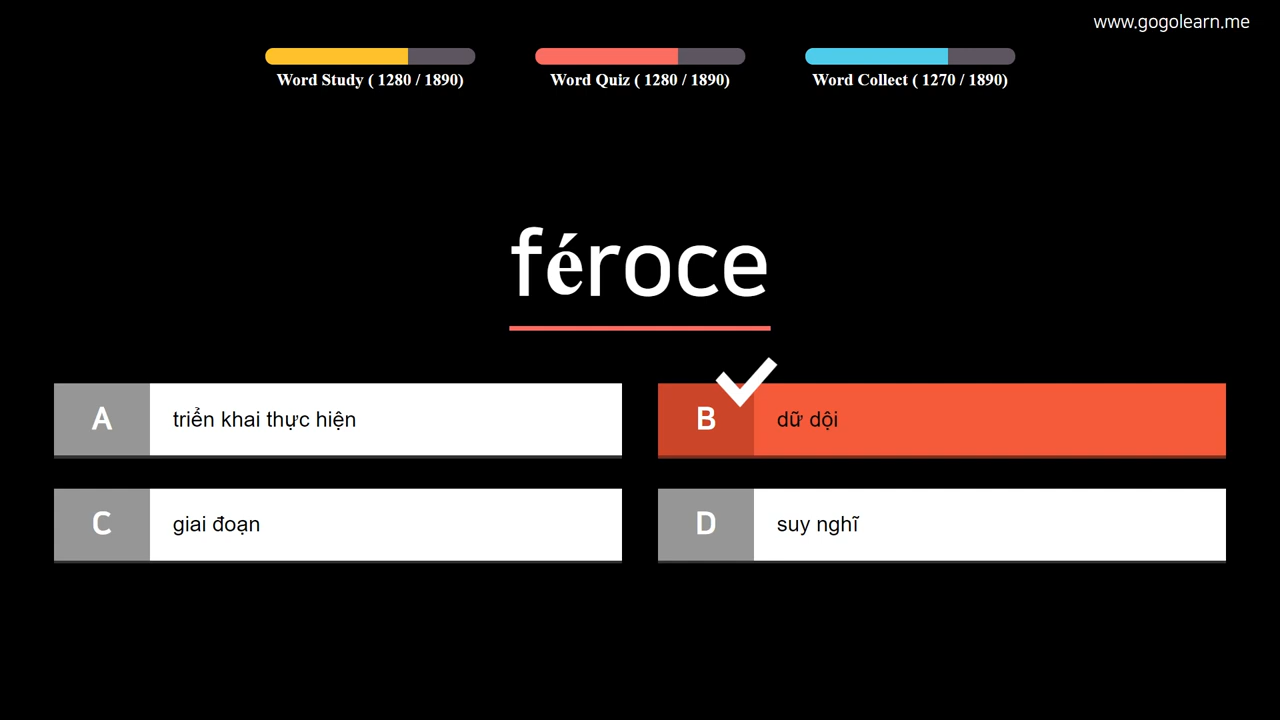 www.gogolearn.me
Word Study ( 1280 / 1890)
Word Quiz ( 1280 / 1890)
Word Collect ( 1270 / 1890)
féroce
A triển khai thực hiện
B dữ dội
C giai đoạn
D suy nghĩ